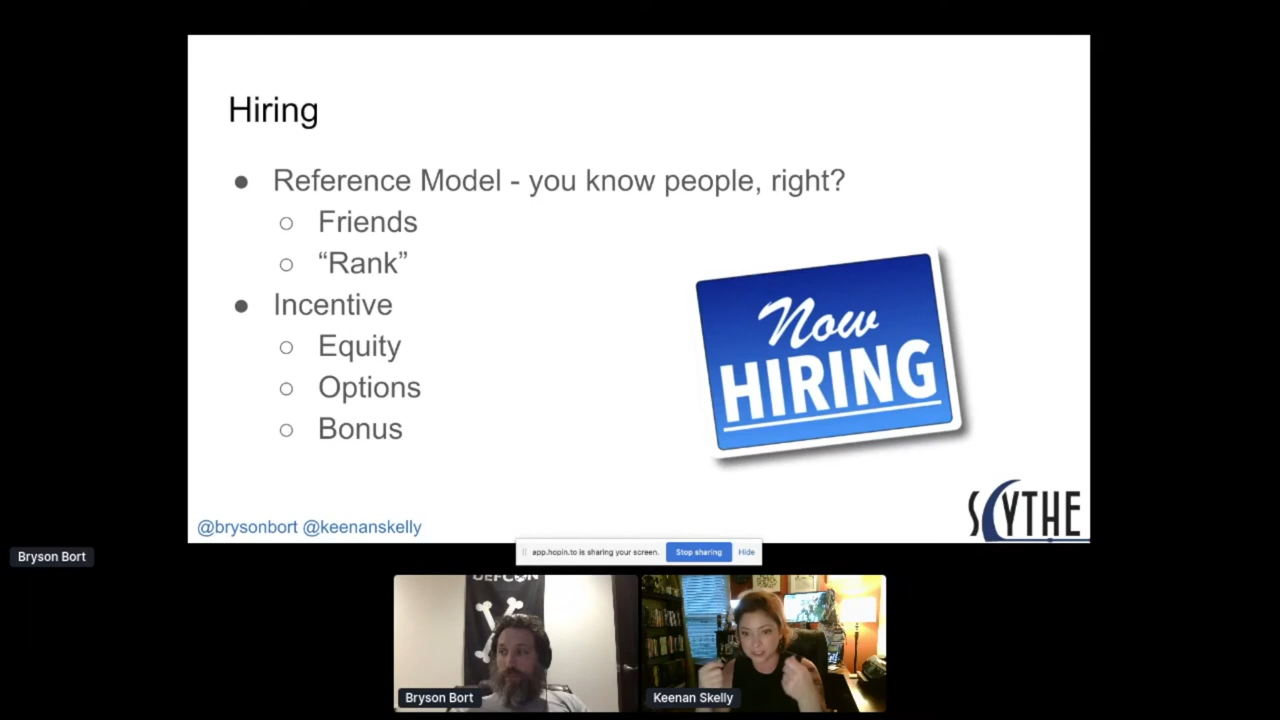 Hiring
● Reference Model - you know people, right?
○ Friends
○ “Rank”
● Incentive
○ Equity
○ Options
○ Bonus
Now
HIRING
@brysonbort @keenanskelly
SCYTHE
Bryson Bort
app.hopin.to is sharing your screen. Stop sharing Hide
DEFCON
Bryson Bort
Keenan Skelly